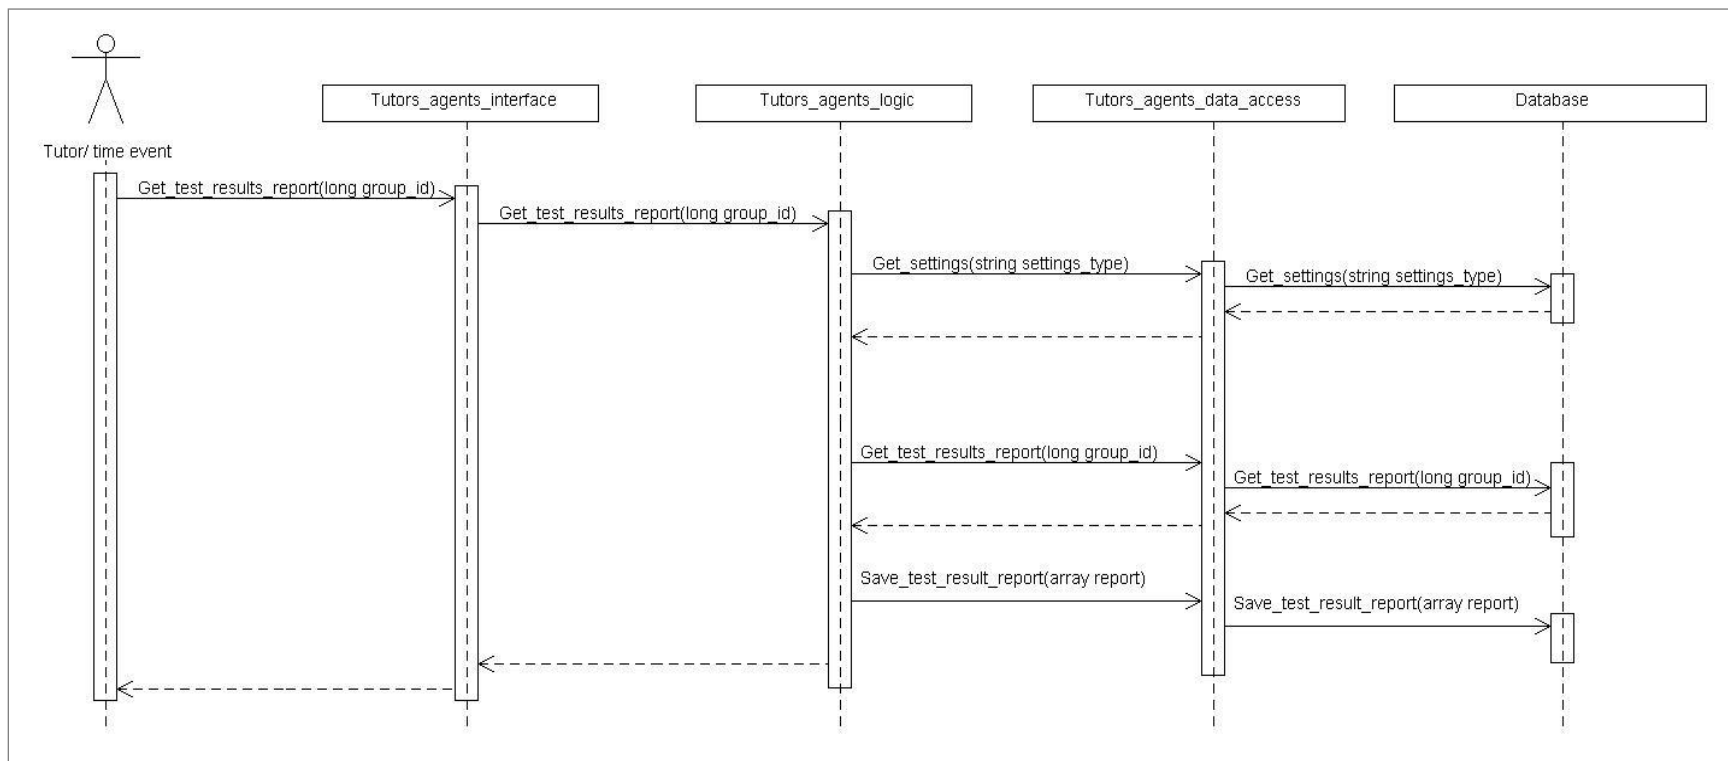 Tutors_agents_interface
Tutors_agents_logic
Tutors_agents_data_access
Database
Tutor/ time event
Get_test_results_report(long group_id)
Get_test_results_report(long group_id)
Get_settings(string settings_type)
Get_settings(string settings_type)
Get_test_results_report(long group_id)
Get_test_results_report(long group_id)
Save_test_result_report(array report)
Save_test_result_report(array report)